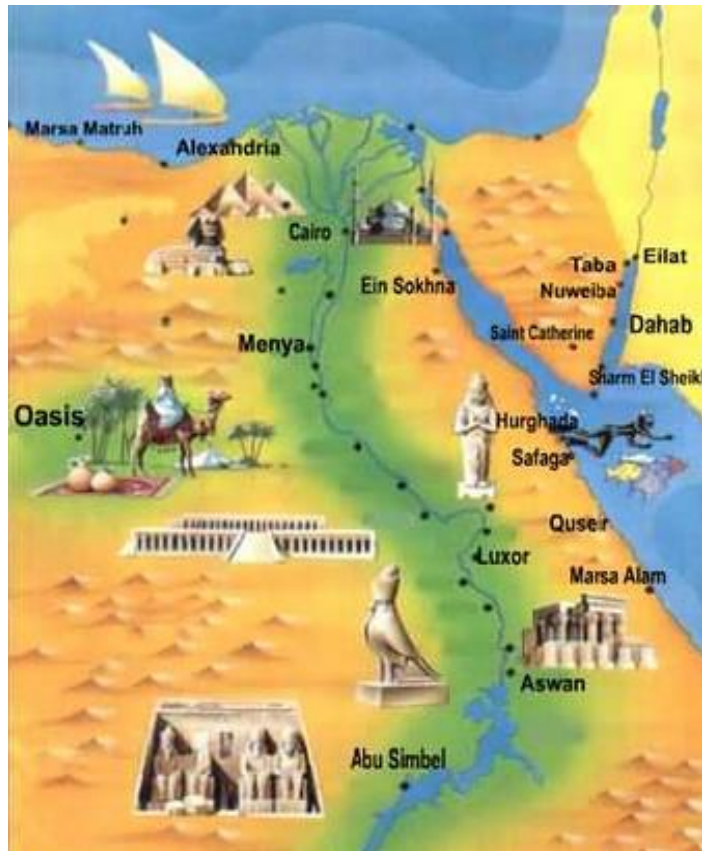 Marsa Matruh
Alexandria
Cairo
Ein Sokhna
Taba
Eilat
Nuweiba
Saint Catherine
Dahab
Menya
Sharm El Sheikh
Oasis
Hurghada
Safaga
Quseir
Luxor
Marsa Alam
Aswan
Abu Simbel